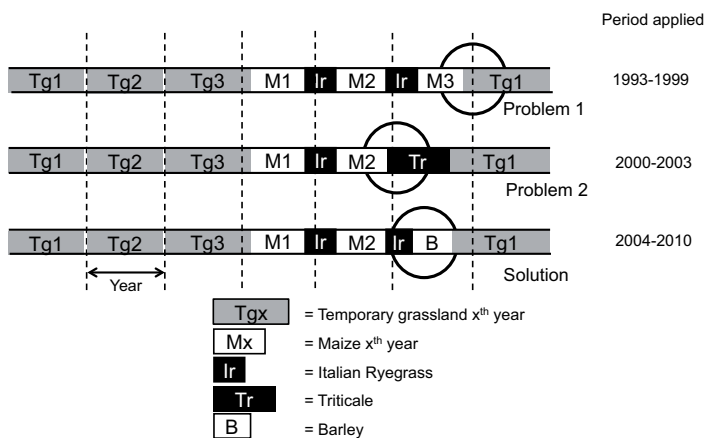 Period applied
Tg1 Tg2 Tg3 M1 Ir M2 Ir M3 Tg1 1993-1999
Problem 1
Tg1 Tg2 Tg3 M1 Ir M2 Tr Tg1 2000-2003
Problem 2
Tg1 Tg2 Tg3 M1 Ir M2 Ir B Tg1 2004-2010
Year Solution
Tgx = Temporary grassland xth year
Mx = Maize xth year
Ir = Italian Ryegrass
Tr = Triticale
B = Barley